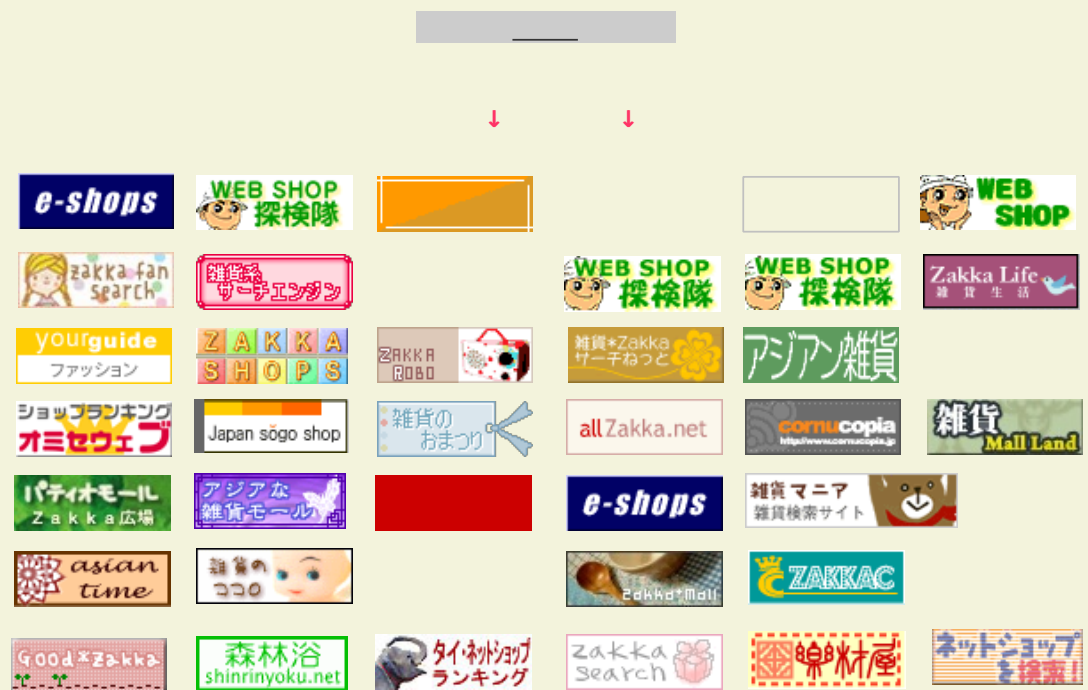 ↓ ↓
e-shops
WEB SHOP
探検隊
WEB
SHOP
zakka fan
search
雑貨系
サーチエンジン
WEB SHOP
探検隊
WEB SHOP
探検隊
Zakka Life
雑貨生活
yourguide
ファッション
ZAKKA
SHOPS
ZAKKA
ROBO
雑貨*Zakka
サーチねっと
アジアン雑貨
ショップランキング
オミセウェブ
Japan sogo shop
雑貨の
おまつり
allZakka.net
cornucopia
http://www.cornucopia.jp
雑貨
Mall Land
パティオモール
Zakka広場
アジアな
雑貨モール
e-shops
雑貨マニア
雑貨検索サイト
asian
time
雑貨の
ココロ
Zakka*Mall
ZAKKAC
Good*Zakka
森林浴
shinrinyoku.net
タイ・ネットショップ
ランキング
zakka
search
樂材屋
ネットショップ
を検索!